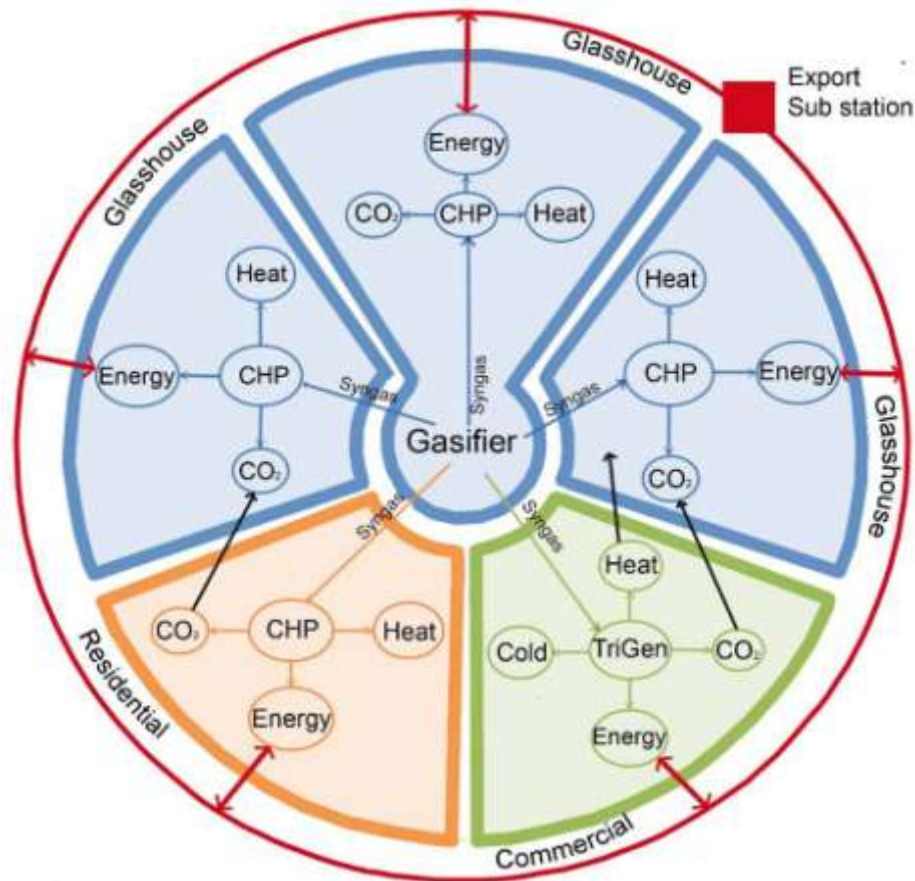 Glasshouse
Export
Sub station
Energy
CO₂
CHP
Heat
Syngas
Glasshouse
Heat
Energy
CHP
CO₂
Syngas
Glasshouse
Heat
CHP
Energy
CO₂
Syngas
Gasifier
Residential
Syngas
CO₂
CHP
Heat
Energy
Commercial
Syngas
Heat
Cold
TriGen
CO₂
Energy